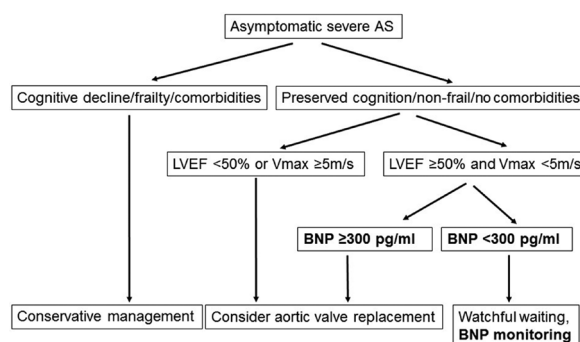 Asymptomatic severe AS
Cognitive decline/frailty/comorbidities
Preserved cognition/non-frail/no comorbidities
LVEF <50% or Vmax ≥5m/s
LVEF ≥50% and Vmax <5m/s
BNP ≥300 pg/ml
BNP <300 pg/ml
Conservative management
Consider aortic valve replacement
Watchful waiting,
BNP monitoring